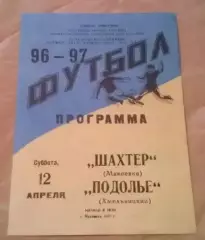 96-97
ФУТБОЛ
ПРОГРАММА
Суббота,
12
АПРЕЛЯ
„ШАХТЕР"
(Макеевка)
„ПОДОЛЬЕ"
(Хмельницкий)